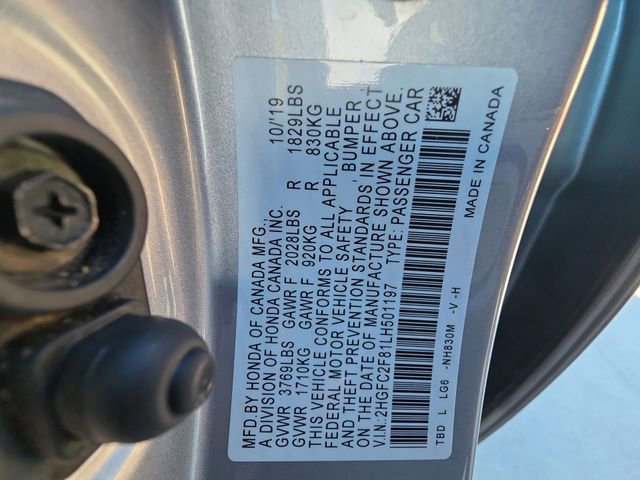 MFD.BY HONDA OF CANADA MFG., 10/'19
A DIVISION OF HONDA CANADA INC.
GVWR 3769LBS GAWR F 2028LBS R 1829LBS
GVWR 1710KG GAWR F 920KG R 830KG
THIS VEHICLE CONFORMS TO ALL APPLICABLE
FEDERAL MOTOR VEHICLE SAFETY ,BUMPER,
AND THEFT PREVENTION STANDARDS IN EFFECT
ON THE DATE OF MANUFACTURE SHOWN ABOVE.
V.I.N.:2HGFC2F81LH501197 TYPE: PASSENGER CAR
TBD L LG6 -NH830M -V -H
MADE IN CANADA